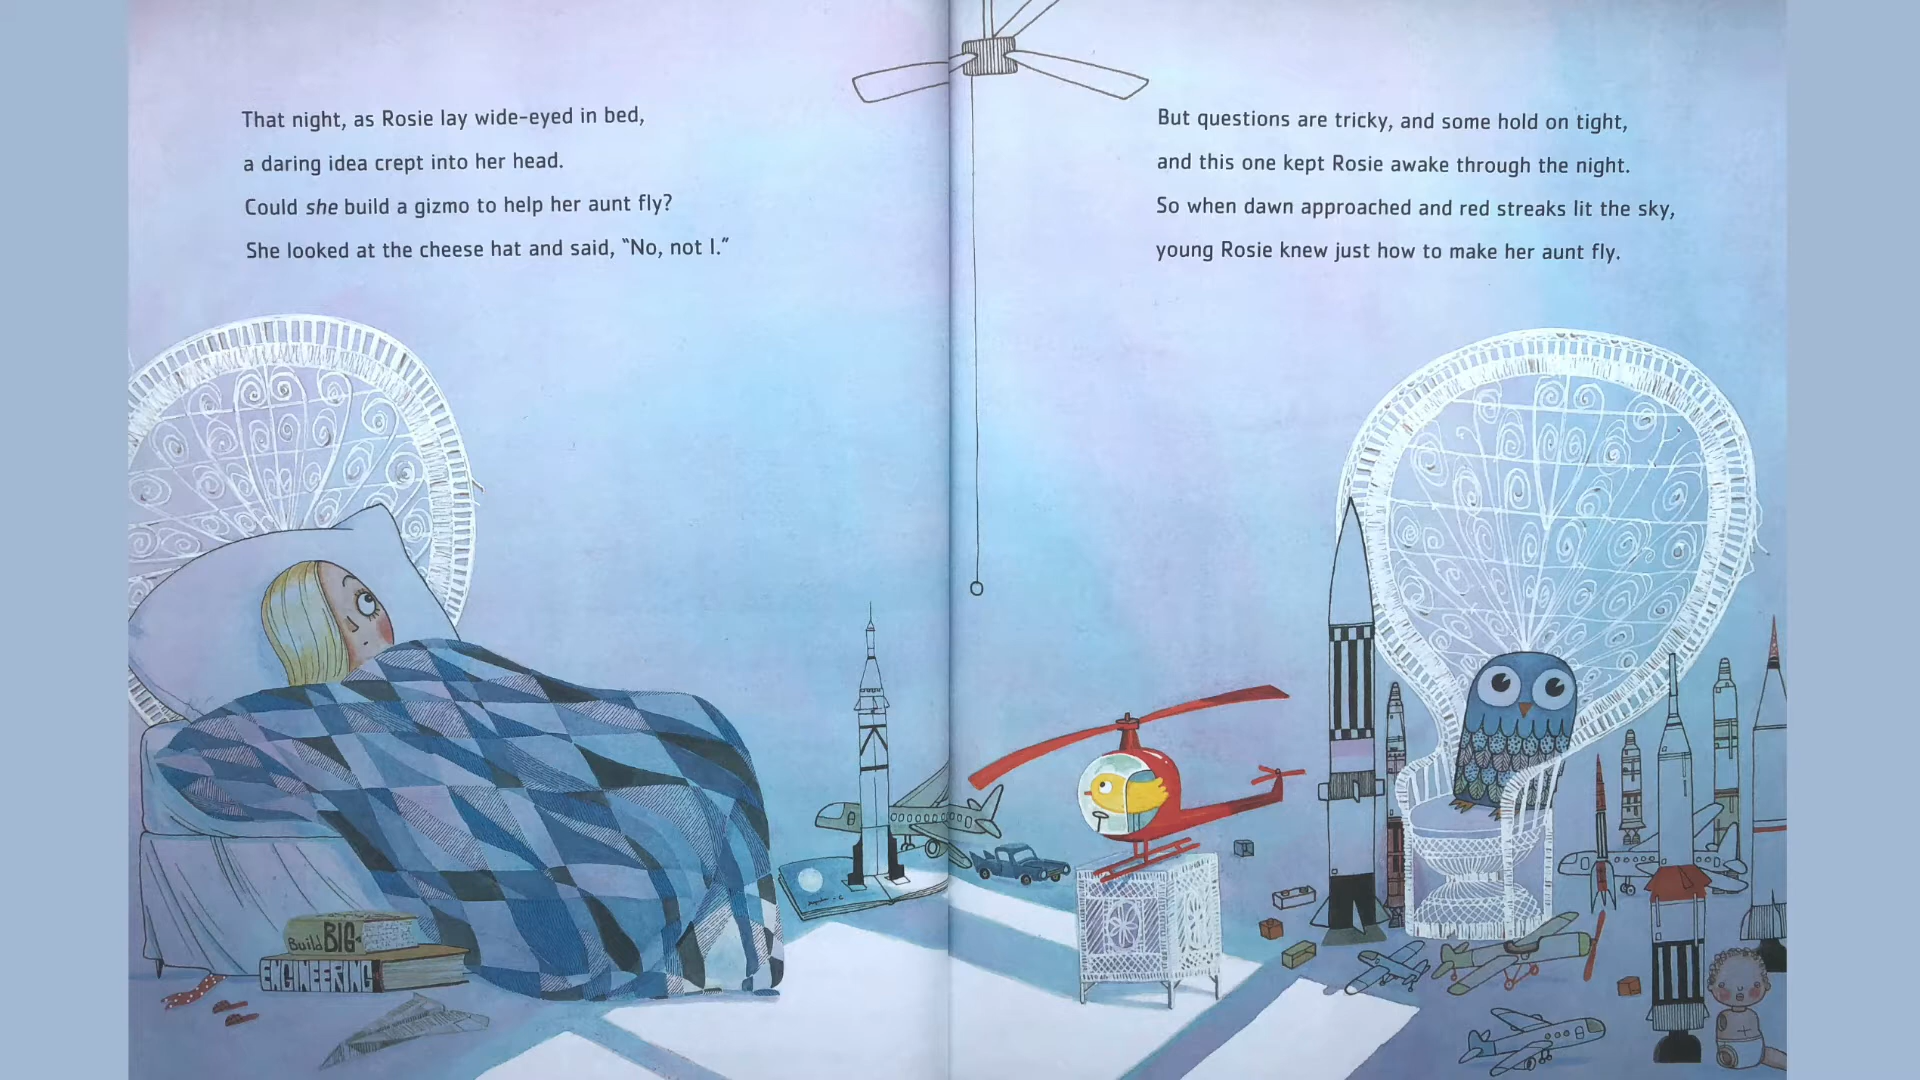 That night, as Rosie lay wide-eyed in bed,
a daring idea crept into her head.
Could she build a gizmo to help her aunt fly?
She looked at the cheese hat and said, “No, not I.”
But questions are tricky, and some hold on tight,
and this one kept Rosie awake through the night.
So when dawn approached and red streaks lit the sky,
young Rosie knew just how to make her aunt fly.
Build BIG
ENGINEERING